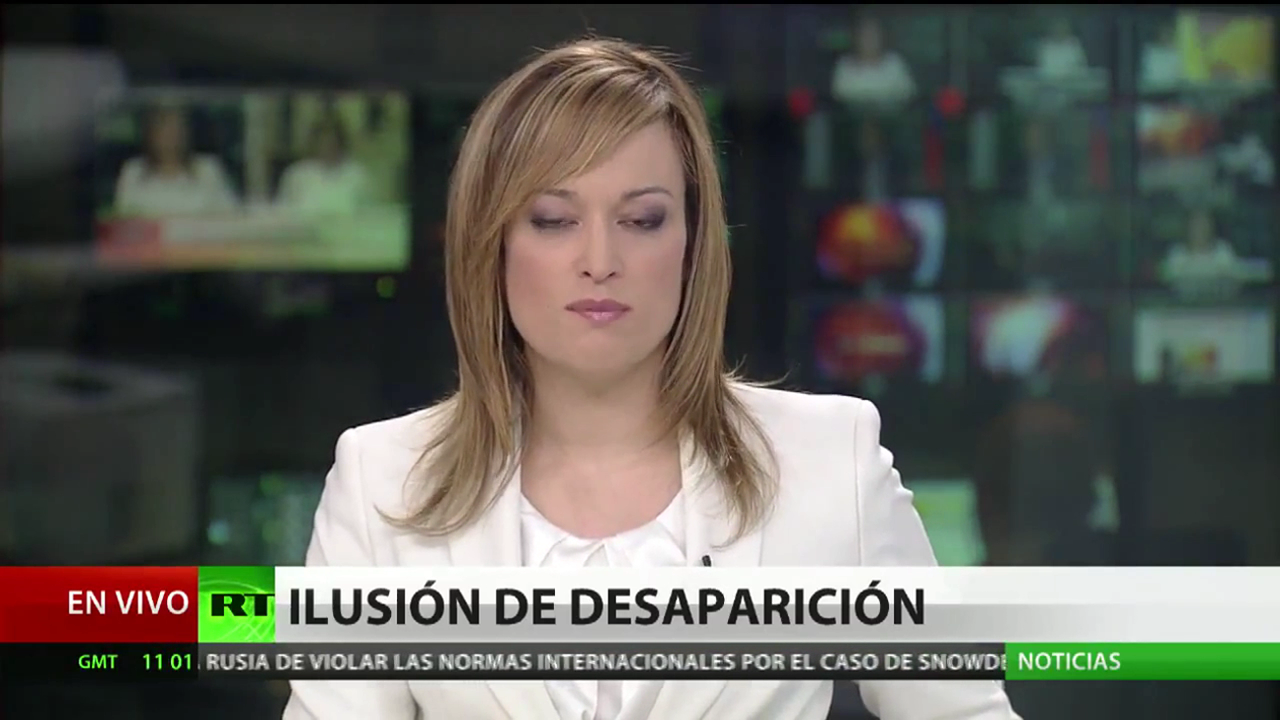 EN VIVO RT ILUSIÓN DE DESAPARICIÓN
GMT 11 01 RUSIA DE VIOLAR LAS NORMAS INTERNACIONALES POR EL CASO DE SNOWDE NOTICIAS